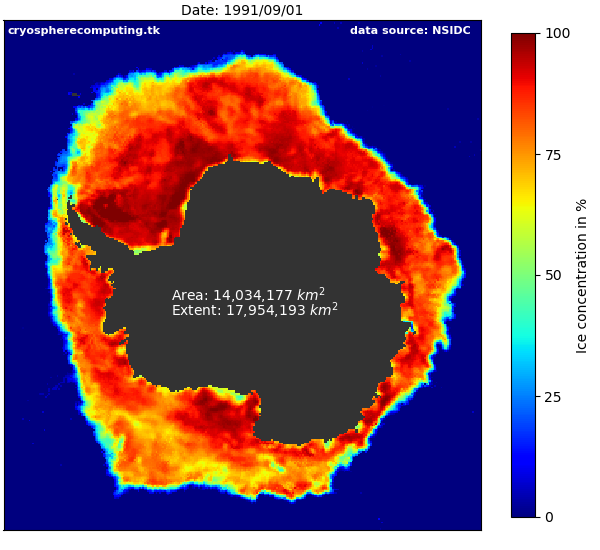 Date: 1991/09/01
cryospherecomputing.tk
data source: NSIDC
Area: 14,034,177 km²
Extent: 17,954,193 km²
100
75
50
25
0
Ice concentration in %